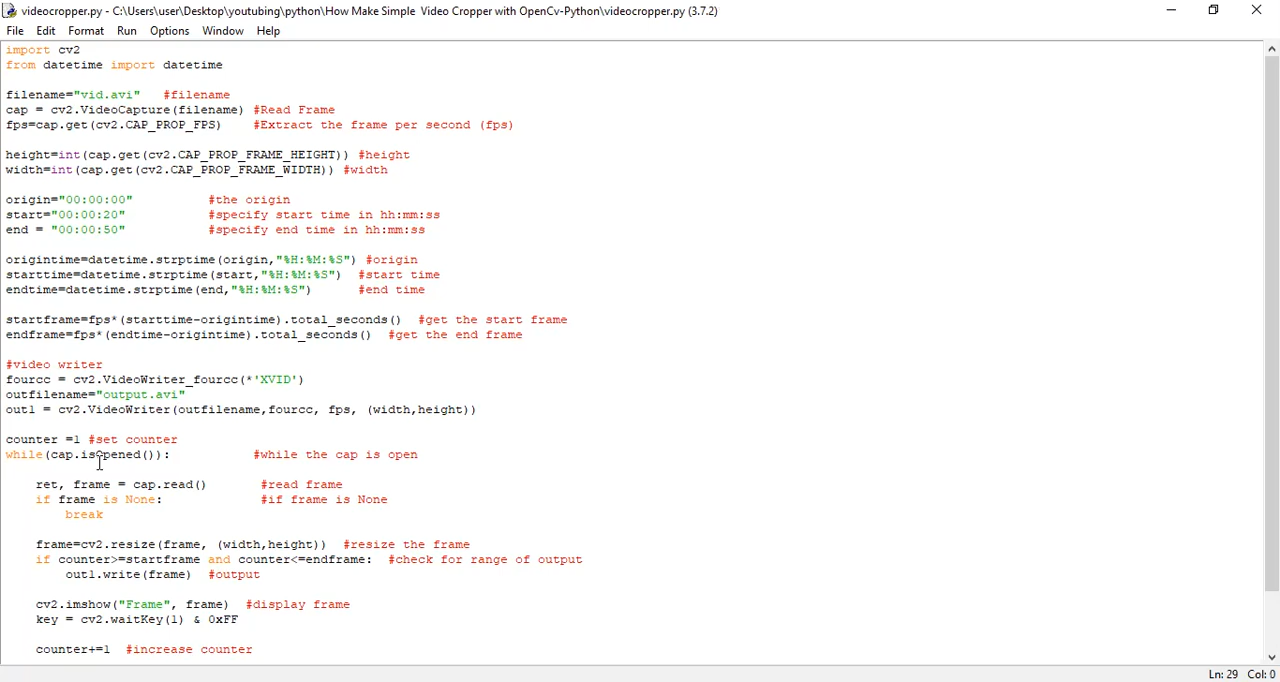 videocropper.py - C:\Users\user\Desktop\youtubing\python\How Make Simple  Video Cropper with OpenCv-Python\videocropper.py (3.7.2)
File Edit Format Run Options Window Help
import cv2
from datetime import datetime
filename="vid.avi"   #filename
cap = cv2.VideoCapture(filename) #Read Frame
fps=cap.get(cv2.CAP_PROP_FPS)    #Extract the frame per second (fps)
height=int(cap.get(cv2.CAP_PROP_FRAME_HEIGHT)) #height
width=int(cap.get(cv2.CAP_PROP_FRAME_WIDTH)) #width
origin="00:00:00"          #the origin
start="00:00:20"           #specify start time in hh:mm:ss
end = "00:00:50"           #specify end time in hh:mm:ss
origintime=datetime.strptime(origin,"%H:%M:%S") #origin
starttime=datetime.strptime(start,"%H:%M:%S")  #start time
endtime=datetime.strptime(end,"%H:%M:%S")      #end time
startframe=fps*(starttime-origintime).total_seconds()  #get the start frame
endframe=fps*(endtime-origintime).total_seconds()  #get the end frame
#video writer
fourcc = cv2.VideoWriter_fourcc(*'XVID')
outfilename="output.avi"
out1 = cv2.VideoWriter(outfilename,fourcc, fps, (width,height))
counter =1 #set counter
while(cap.isOpened()):           #while the cap is open
    ret, frame = cap.read()       #read frame
    if frame is None:             #if frame is None
        break
    frame=cv2.resize(frame, (width,height))  #resize the frame
    if counter>=startframe and counter<=endframe:  #check for range of output
        out1.write(frame)  #output
    cv2.imshow("Frame", frame)  #display frame
    key = cv2.waitKey(1) & 0xFF
    counter+=1  #increase counter
Ln: 29 Col: 0